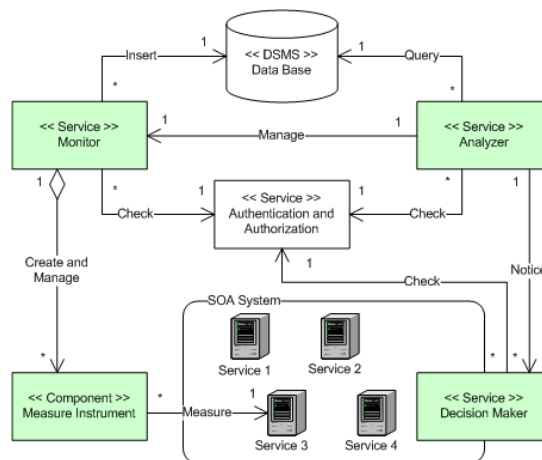 Insert
1
<< DSMS >>
Data Base
1
Query
*
*
<< Service >>
Monitor
1
Manage
1
<< Service >>
Analyzer
1
*
1
<< Service >>
Authentication and
Authorization
1
*
1
Check
Check
Create and
Manage
1
Check
Notice
SOA System
Service 1
Service 2
*
*
*
<< Component >>
Measure Instrument
*
Measure
1
Service 3
Service 4
<< Service >>
Decision Maker